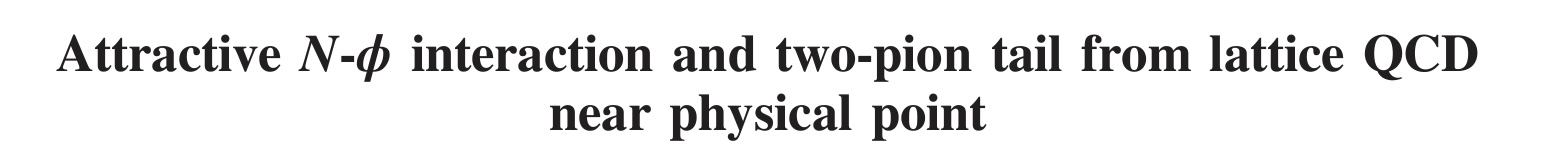 Attractive N-ϕ interaction and two-pion tail from lattice QCD
near physical point